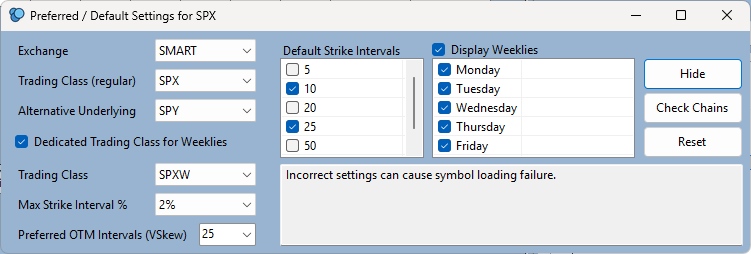 Preferred / Default Settings for SPX
Exchange SMART
Trading Class (regular) SPX
Alternative Underlying SPY
Dedicated Trading Class for Weeklies
Trading Class SPXW
Max Strike Interval % 2%
Preferred OTM Intervals (VSkew) 25
Default Strike Intervals
5
10
20
25
50
Display Weeklies
Monday
Tuesday
Wednesday
Thursday
Friday
Hide
Check Chains
Reset
Incorrect settings can cause symbol loading failure.